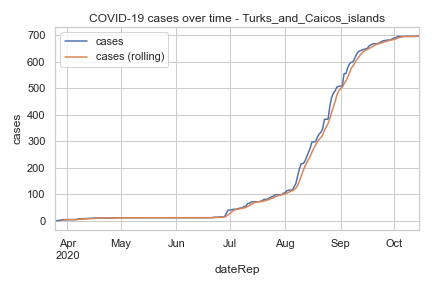 COVID-19 cases over time - Turks_and_Caicos_islands
cases
cases (rolling)
700
600
500
400
300
200
100
0
cases
Apr May Jun Jul Aug Sep Oct
2020
dateRep